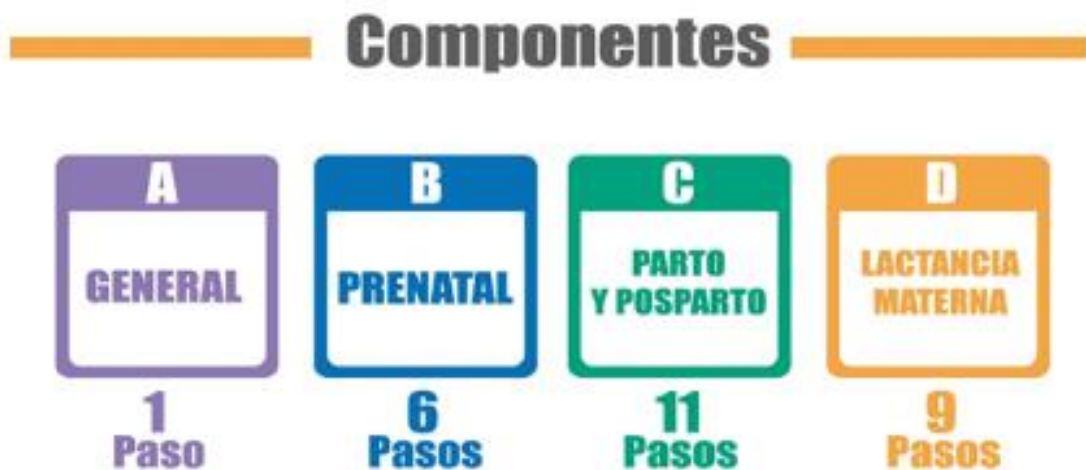 Componentes
A
GENERAL
1
Paso
B
PRENATAL
6
Pasos
C
PARTO
Y POSPARTO
11
Pasos
D
LACTANCIA
MATERNA
9
Pasos